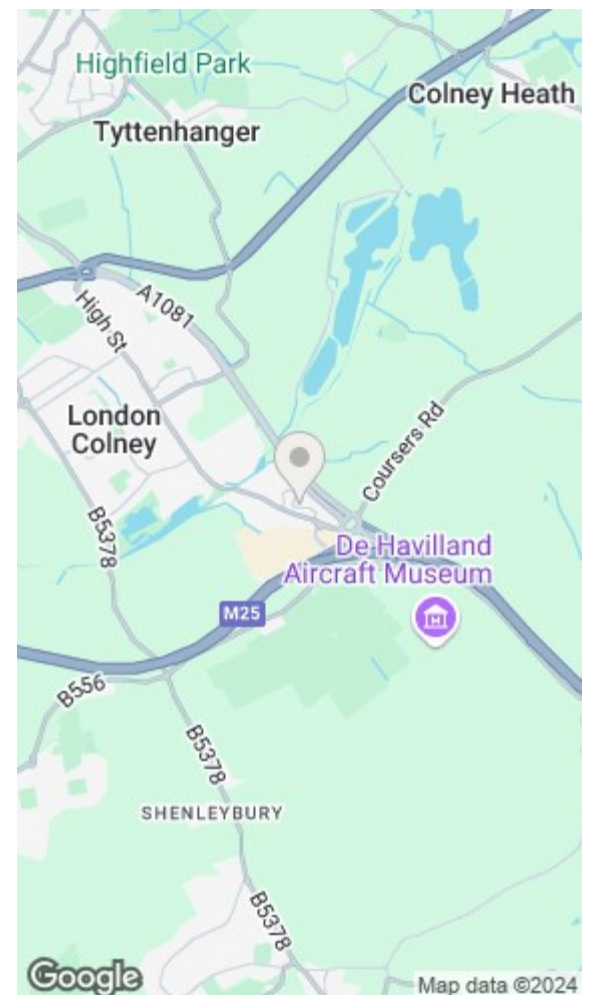 Highfield Park
Colney Heath
Tyttenhanger
A1081
High St
London
Colney
Coursers Rd
B5378
De Havilland
Aircraft Museum
M25
B556
B5378
SHENLEYBURY
B5378
Google
Map data ©2024